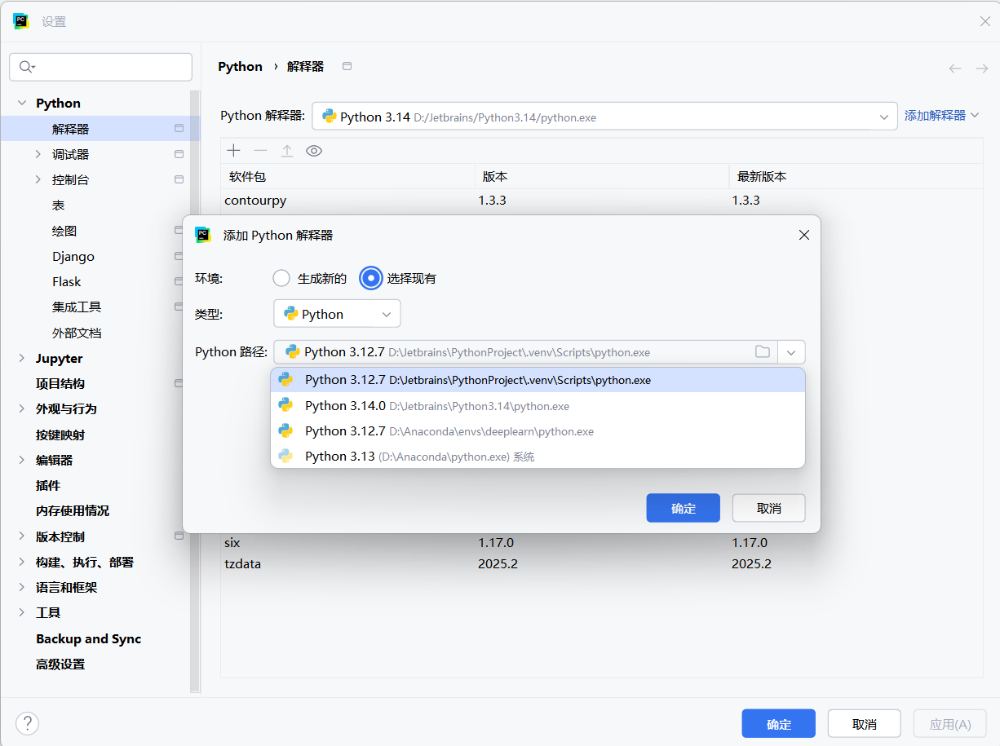 设置
Python › 解释器
Python
解释器
调试器
控制台
表
绘图
Django
Flask
集成工具
外部文档
Jupyter
项目结构
外观与行为
按键映射
编辑器
插件
内存使用情况
版本控制
构建、执行、部署
语言和框架
工具
Backup and Sync
高级设置
Python 解释器: Python 3.14 D:/Jetbrains/Python3.14/python.exe 添加解释器
软件包 版本 最新版本
contourpy 1.3.3 1.3.3
添加 Python 解释器
环境: 生成新的 选择现有
类型: Python
Python 路径: Python 3.12.7 D:\Jetbrains\PythonProject\.venv\Scripts\python.exe
Python 3.12.7 D:\Jetbrains\PythonProject\.venv\Scripts\python.exe
Python 3.14.0 D:\Jetbrains\Python3.14\python.exe
Python 3.12.7 D:\Anaconda\envs\deeplearn\python.exe
Python 3.13 (D:\Anaconda\python.exe) 系统
确定 取消
six 1.17.0 1.17.0
tzdata 2025.2 2025.2
? 确定 取消 应用(A)